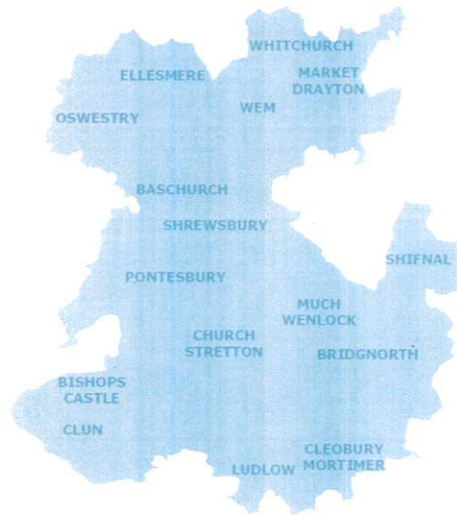 WHITCHURCH
ELLESMERE
MARKET
DRAYTON
WEM
OSWESTRY
BASCHURCH
SHREWSBURY
SHIFNAL
PONTESBURY
MUCH
WENLOCK
CHURCH
STRETTON
BRIDGNORTH
BISHOPS
CASTLE
CLUN
CLEOBURY
MORTIMER
LUDLOW